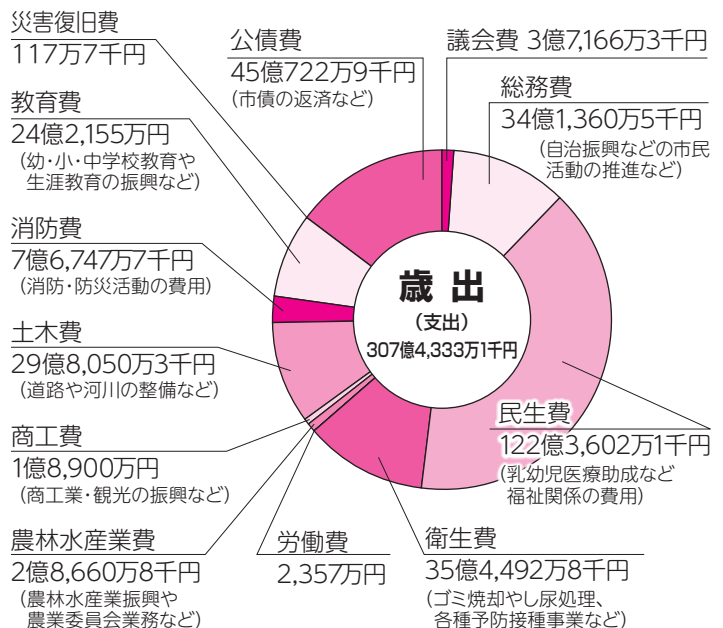 災害復旧費
117万7千円
公債費
45億722万9千円
(市債の返済など)
議会費 3億7,166万3千円
総務費
34億1,360万5千円
(自治振興などの市民
活動の推進など)
教育費
24億2,155万円
(幼・小・中学校教育や
生涯教育の振興など)
消防費
7億6,747万7千円
(消防・防災活動の費用)
土木費
29億8,050万3千円
(道路や河川の整備など)
商工費
1億8,900万円
(商工業・観光の振興など)
農林水産業費
2億8,660万8千円
(農林水産業振興や
農業委員会業務など)
労働費
2,357万円
衛生費
35億4,492万8千円
(ゴミ焼却やし尿処理、
各種予防接種事業など)
民生費
122億3,602万1千円
(乳幼児医療助成など
福祉関係の費用)
歳出
(支出)
307億4,333万1千円